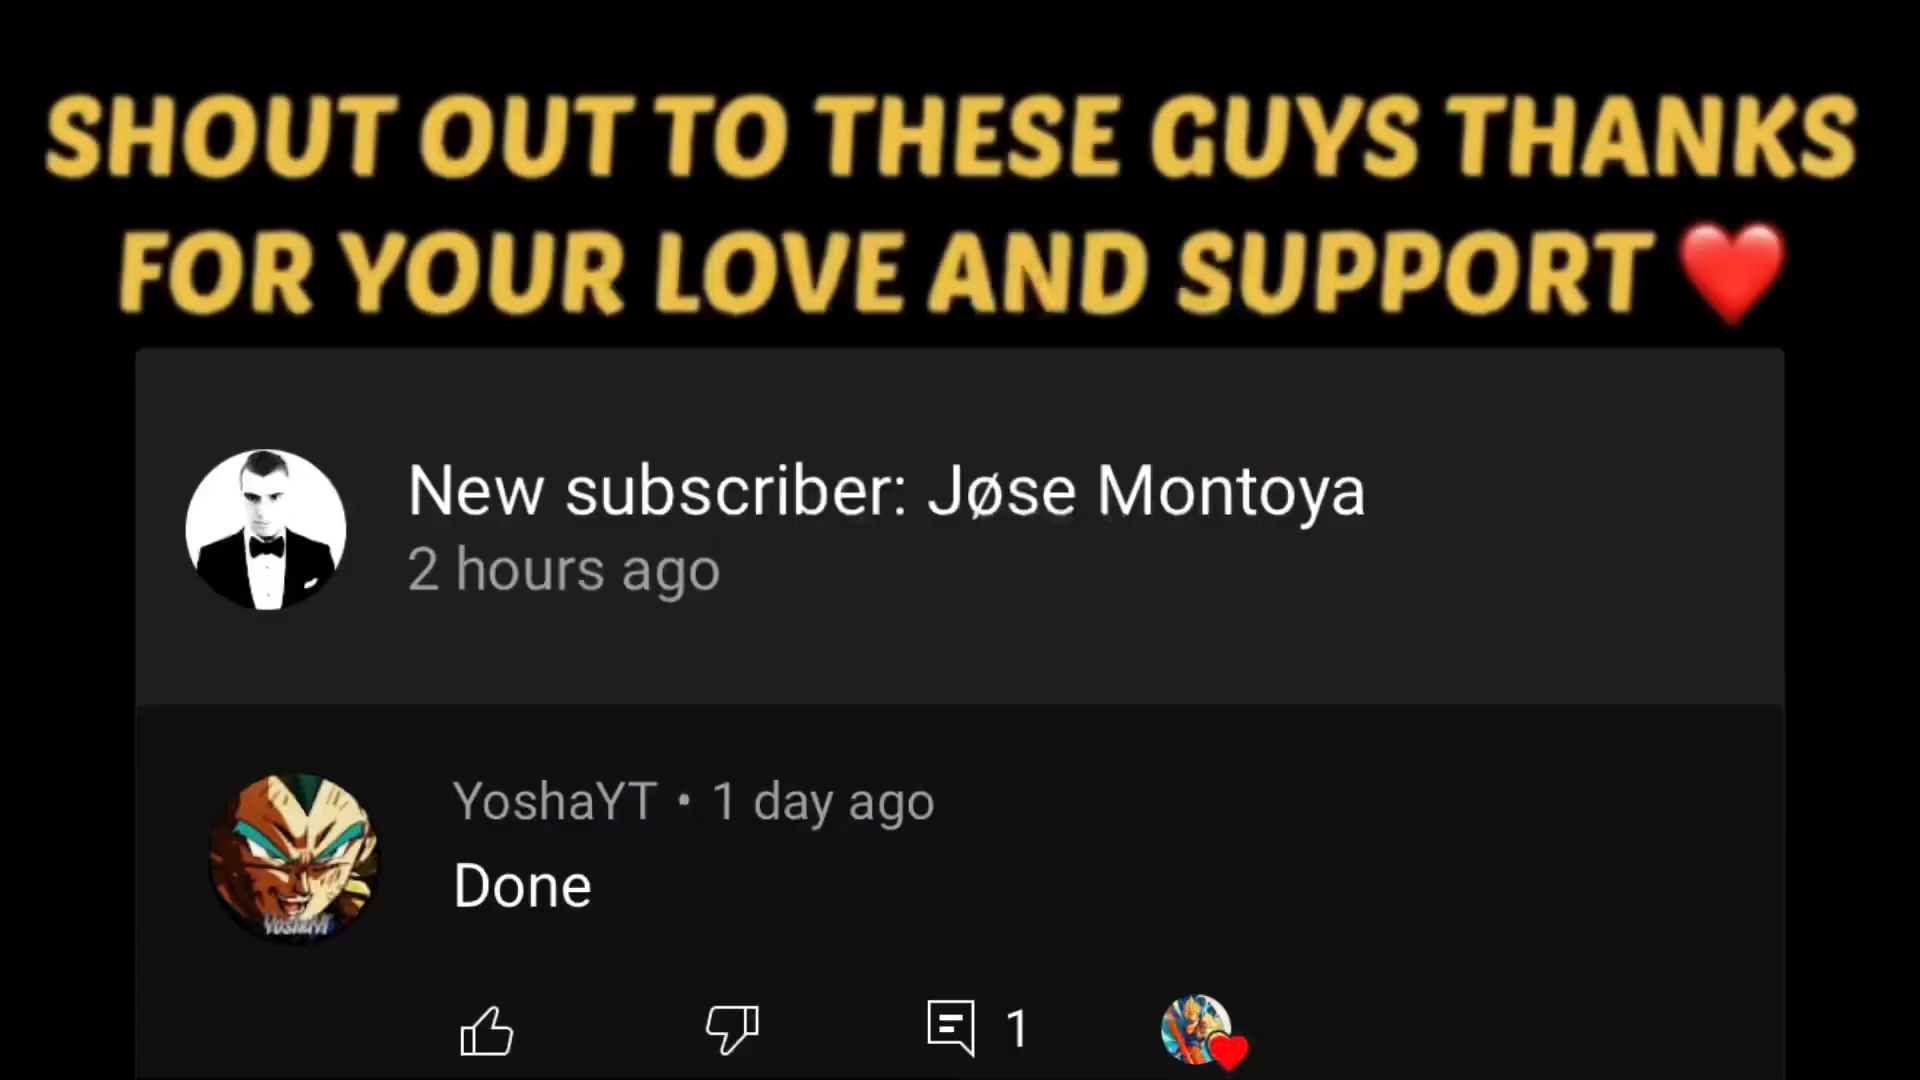 SHOUT OUT TO THESE GUYS THANKS
FOR YOUR LOVE AND SUPPORT ❤️
New subscriber: Jøse Montoya
2 hours ago
YoshaYT • 1 day ago
Done
YoshaYT
1